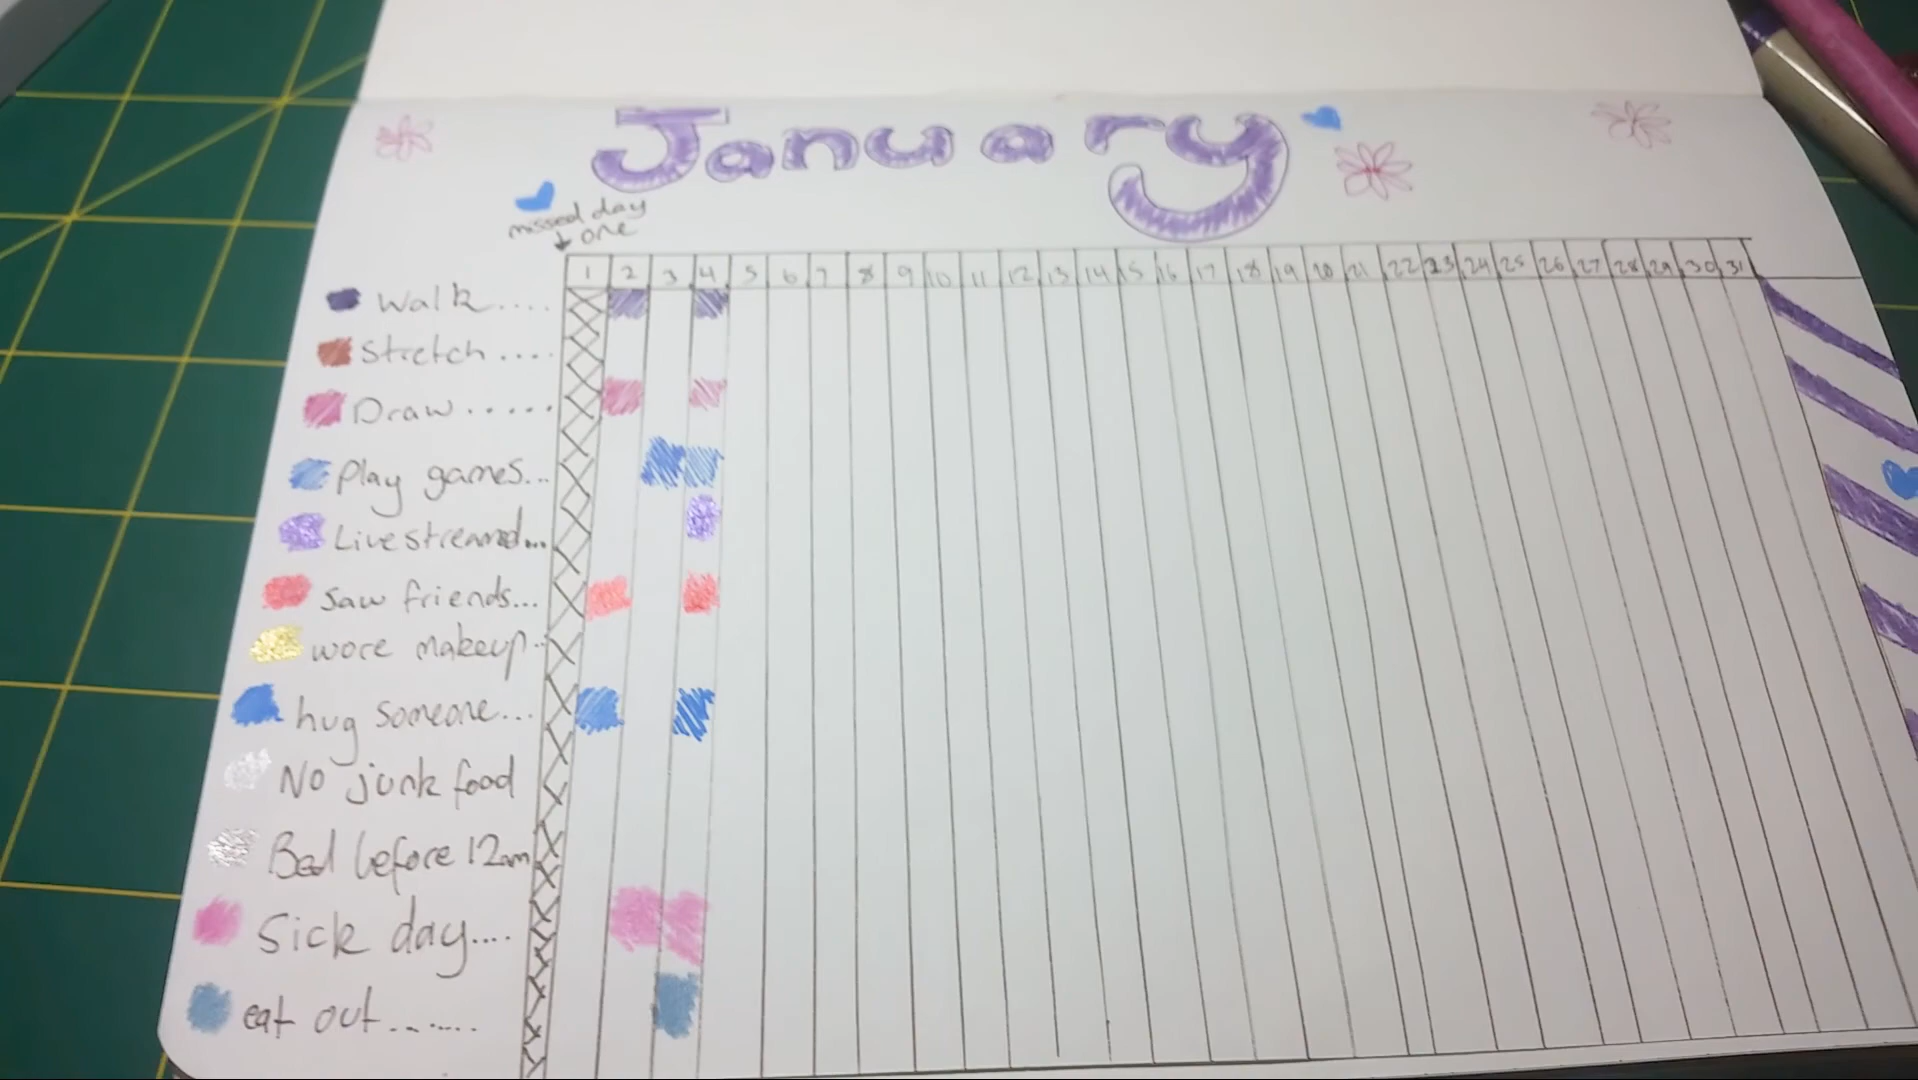 January
missed day
one
1 2 3 4 5 6 7 8 9 10 11 12 13 14 15 16 17 18 19 20 21 22 23 24 25 26 27 28 29 30 31
Walk....
Stretch....
Draw.....
Play games...
Livestreamed...
Saw friends...
wore makeup..
hug someone...
No junk food
Bed before 12am
Sick day....
eat out.......